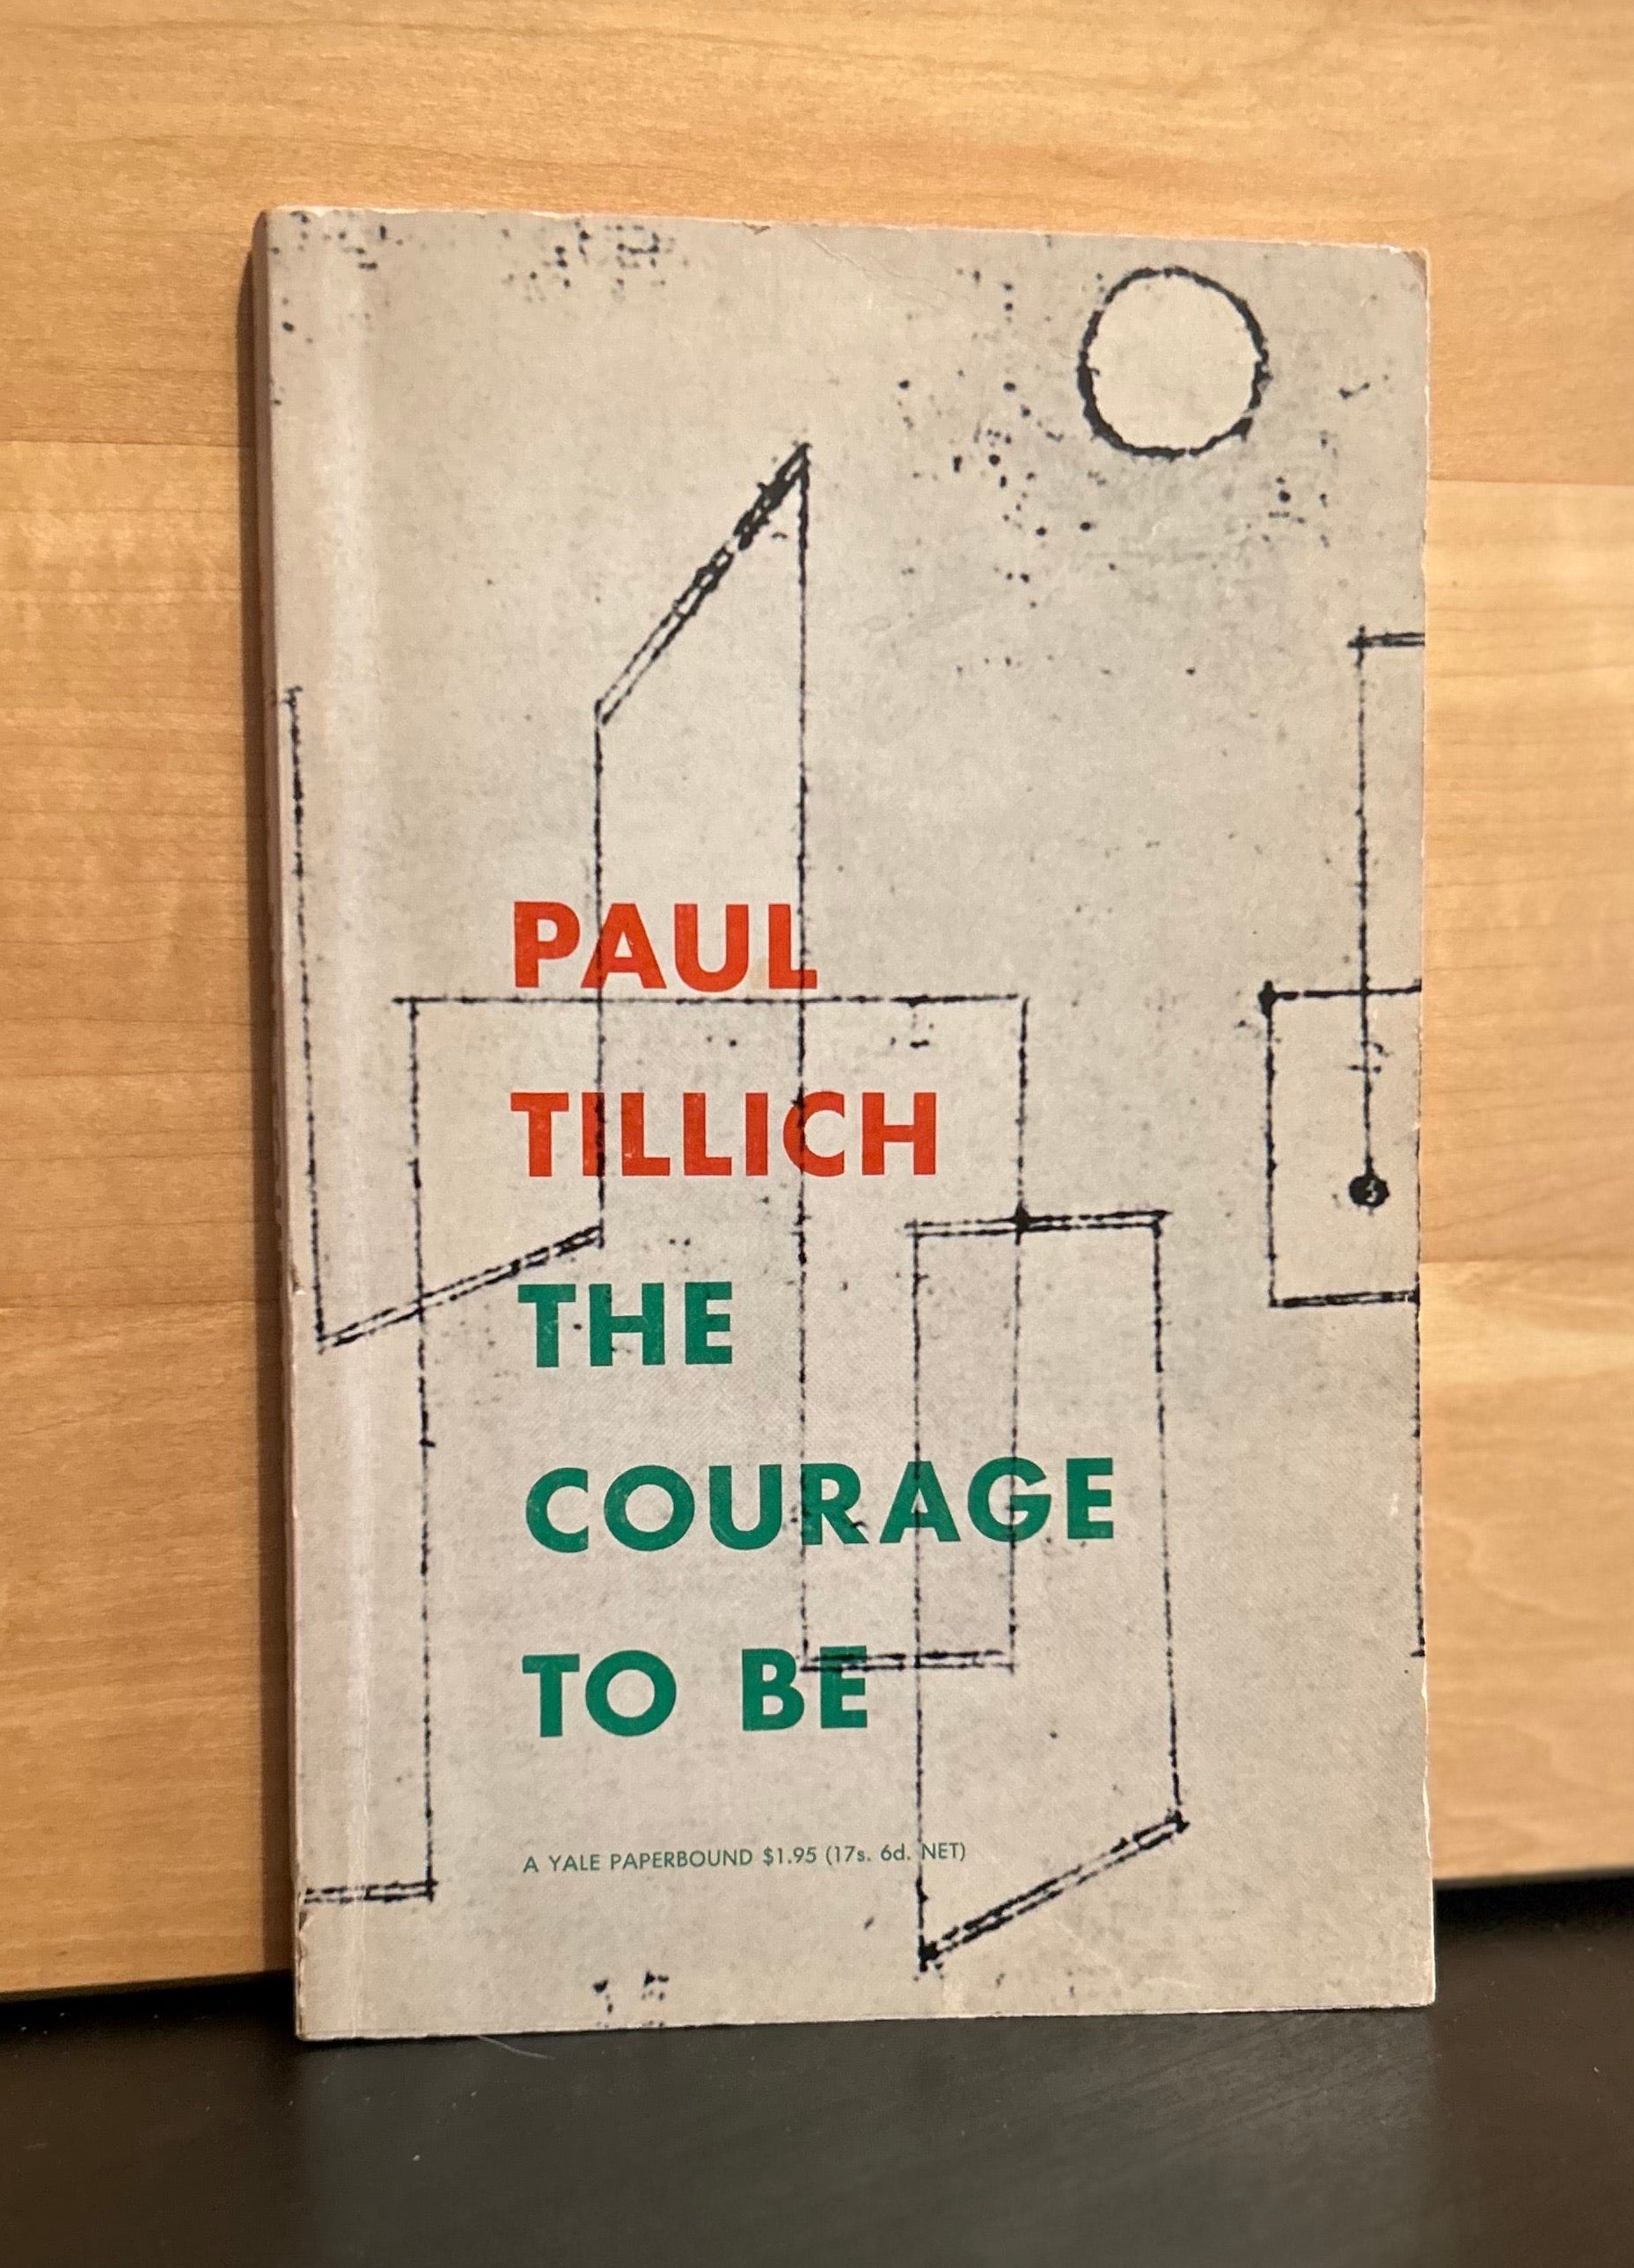 PAUL
TILLICH
THE
COURAGE
TO BE
A YALE PAPERBOUND $1.95 (17s. 6d. NET)